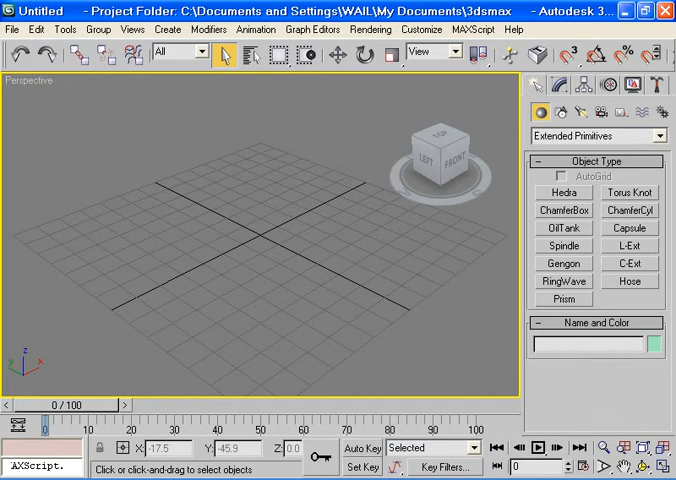 Untitled - Project Folder: C:\Documents and Settings\WAIL\My Documents\3dsmax - Autodesk 3...
File Edit Tools Group Views Create Modifiers Animation Graph Editors Rendering Customize MAXScript Help
All View
Perspective
TOP
LEFT FRONT
z
y x
Extended Primitives
Object Type
AutoGrid
Hedra Torus Knot
ChamferBox ChamferCyl
OilTank Capsule
Spindle L-Ext
Gengon C-Ext
RingWave Hose
Prism
Name and Color
< 0 / 100 >
0 10 20 30 40 50 60 70 80 90 100
X: -17.5 Y: -45.9 Z: 0.0 Auto Key Selected
'AXScript. Click or click-and-drag to select objects Set Key Key Filters... 0